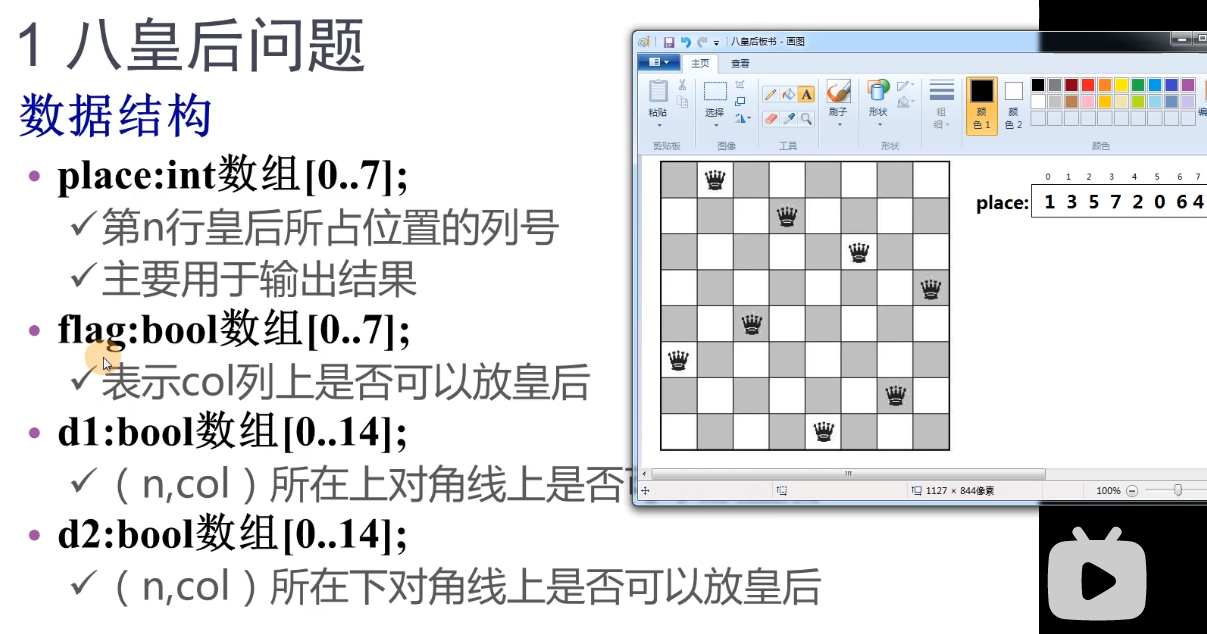 1 八皇后问题
数据结构
• place:int数组[0..7];
✓第n行皇后所占位置的列号
✓主要用于输出结果
• flag:bool数组[0..7];
✓表示col列上是否可以放皇后
• d1:bool数组[0..14];
✓（n,col）所在上对角线上是否
• d2:bool数组[0..14];
✓（n,col）所在下对角线上是否可以放皇后
八皇后板书 - 画图
主页 查看
粘贴
选择
刷子
形状
粗细
颜色 1
颜色 2
剪贴板 图像 工具 形状 颜色
0 1 2 3 4 5 6 7
place: 1 3 5 7 2 0 6 4
1127 × 844像素
100%